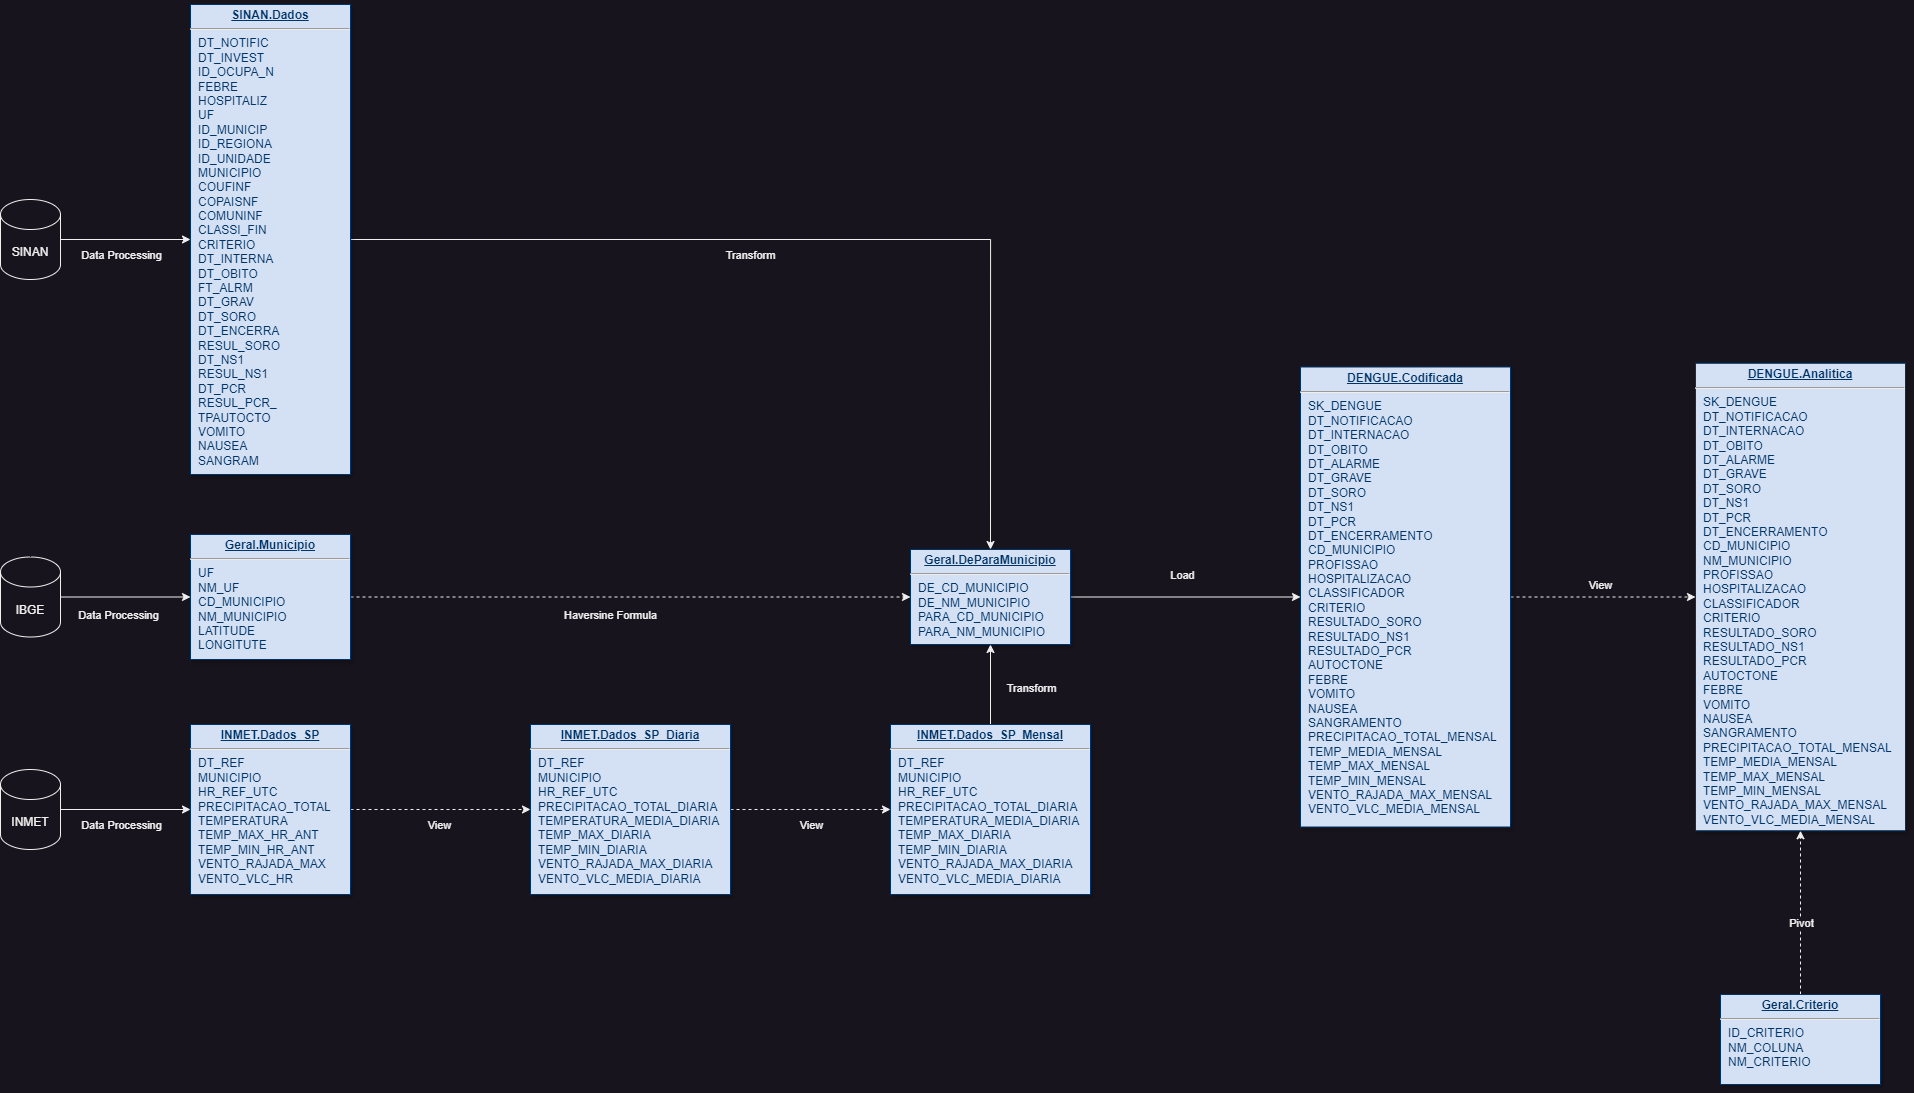 SINAN.Dados
DT_NOTIFIC
DT_INVEST
ID_OCUPA_N
FEBRE
HOSPITALIZ
UF
ID_MUNICIP
ID_REGIONA
ID_UNIDADE
MUNICIPIO
COUFINF
COPAISNF
COMUNINF
CLASSI_FIN
CRITERIO
DT_INTERNA
DT_OBITO
FT_ALRM
DT_GRAV
DT_SORO
DT_ENCERRA
RESUL_SORO
DT_NS1
RESUL_NS1
DT_PCR
RESUL_PCR_
TPAUTOCTO
VOMITO
NAUSEA
SANGRAM
SINAN
Data Processing
Transform
IBGE
Data Processing
Geral.Municipio
UF
NM_UF
CD_MUNICIPIO
NM_MUNICIPIO
LATITUDE
LONGITUTE
Haversine Formula
Geral.DeParaMunicipio
DE_CD_MUNICIPIO
DE_NM_MUNICIPIO
PARA_CD_MUNICIPIO
PARA_NM_MUNICIPIO
Transform
Load
INMET
Data Processing
INMET.Dados_SP
DT_REF
MUNICIPIO
HR_REF_UTC
PRECIPITACAO_TOTAL
TEMPERATURA
TEMP_MAX_HR_ANT
TEMP_MIN_HR_ANT
VENTO_RAJADA_MAX
VENTO_VLC_HR
View
INMET.Dados_SP_Diaria
DT_REF
MUNICIPIO
HR_REF_UTC
PRECIPITACAO_TOTAL_DIARIA
TEMPERATURA_MEDIA_DIARIA
TEMP_MAX_DIARIA
TEMP_MIN_DIARIA
VENTO_RAJADA_MAX_DIARIA
VENTO_VLC_MEDIA_DIARIA
View
INMET.Dados_SP_Mensal
DT_REF
MUNICIPIO
HR_REF_UTC
PRECIPITACAO_TOTAL_DIARIA
TEMPERATURA_MEDIA_DIARIA
TEMP_MAX_DIARIA
TEMP_MIN_DIARIA
VENTO_RAJADA_MAX_DIARIA
VENTO_VLC_MEDIA_DIARIA
DENGUE.Codificada
SK_DENGUE
DT_NOTIFICACAO
DT_INTERNACAO
DT_OBITO
DT_ALARME
DT_GRAVE
DT_SORO
DT_NS1
DT_PCR
DT_ENCERRAMENTO
CD_MUNICIPIO
PROFISSAO
HOSPITALIZACAO
CLASSIFICADOR
CRITERIO
RESULTADO_SORO
RESULTADO_NS1
RESULTADO_PCR
AUTOCTONE
FEBRE
VOMITO
NAUSEA
SANGRAMENTO
PRECIPITACAO_TOTAL_MENSAL
TEMP_MEDIA_MENSAL
TEMP_MAX_MENSAL
TEMP_MIN_MENSAL
VENTO_RAJADA_MAX_MENSAL
VENTO_VLC_MEDIA_MENSAL
View
DENGUE.Analitica
SK_DENGUE
DT_NOTIFICACAO
DT_INTERNACAO
DT_OBITO
DT_ALARME
DT_GRAVE
DT_SORO
DT_NS1
DT_PCR
DT_ENCERRAMENTO
CD_MUNICIPIO
NM_MUNICIPIO
PROFISSAO
HOSPITALIZACAO
CLASSIFICADOR
CRITERIO
RESULTADO_SORO
RESULTADO_NS1
RESULTADO_PCR
AUTOCTONE
FEBRE
VOMITO
NAUSEA
SANGRAMENTO
PRECIPITACAO_TOTAL_MENSAL
TEMP_MEDIA_MENSAL
TEMP_MAX_MENSAL
TEMP_MIN_MENSAL
VENTO_RAJADA_MAX_MENSAL
VENTO_VLC_MEDIA_MENSAL
Pivot
Geral.Criterio
ID_CRITERIO
NM_COLUNA
NM_CRITERIO